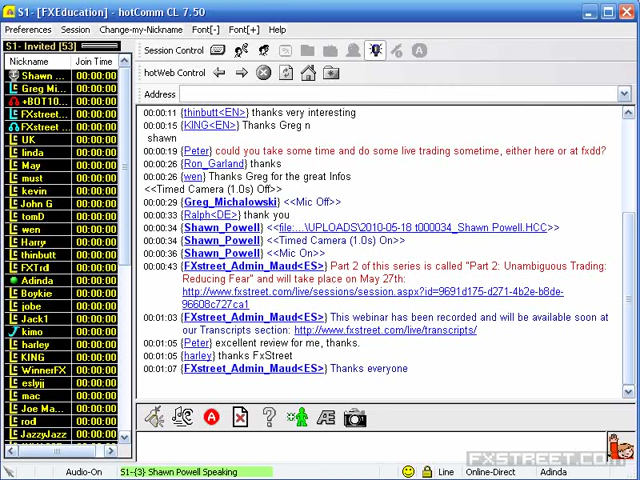 S1- [FXEducation] - hotComm CL 7.50
Preferences Session Change-my-Nickname Font[-] Font[+] Help
S1- Invited [53]
Session Control
Nickname Join Time
hotWeb Control
Address
Shawn ... 00:00:00
Greg Mi... 00:00:00
+BOT10... 00:00:00
FXstree... 00:00:00
FXstree... 00:00:00
UK 00:00:00
linda 00:00:00
May 00:00:00
must 00:00:00
kevin 00:00:00
John G 00:00:00
tomD 00:00:00
wen 00:00:00
Harry 00:00:00
thinbutt 00:00:00
FXTrd 00:00:00
Adinda 00:00:00
Boykie 00:00:00
jobe 00:00:00
Jack1 00:00:00
kimo 00:00:00
harley 00:00:00
KING 00:00:00
WinnerFX 00:00:00
eslyjj 00:00:00
mac 00:00:00
Joe Ma... 00:00:00
rod 00:00:00
JazzyJazz 00:00:00
00:00:11 {thinbutt<EN>} thanks very interesting
00:00:15 {KING<EN>} Thanks Greg n
shawn
00:00:19 {Peter} could you take some time and do some live trading sometime, either here or at fxdd?
00:00:26 {Ron_Garland} thanks
00:00:26 {wen} Thanks Greg for the great Infos
<<Timed Camera (1.0s) Off>>
00:00:29 {Greg_Michalowski} <<Mic Off>>
00:00:33 {Ralph<DE>} thank you
00:00:34 {Shawn_Powell} <<file:...\UPLOADS\2010-05-18 t000034_Shawn Powell.HCC>>
00:00:34 {Shawn_Powell} <<Timed Camera (1.0s) On>>
00:00:36 {Shawn_Powell} <<Mic On>>
00:00:43 {FXstreet_Admin_Maud<ES>} Part 2 of this series is called "Part 2: Unambiguous Trading:
Reducing Fear" and will take place on May 27th:
http://www.fxstreet.com/live/sessions/session.aspx?id=9691d175-d271-4b2e-b8de-
96608c727ca1
00:01:03 {FXstreet_Admin_Maud<ES>} This webinar has been recorded and will be available soon at
our Transcripts section: http://www.fxstreet.com/live/transcripts/
00:01:05 {Peter} excellent review for me, thanks.
00:01:05 {harley} thanks FxStreet
00:01:07 {FXstreet_Admin_Maud<ES>} Thanks everyone
FXSTREET.COM
Audio-On S1-{3} Shawn Powell Speaking Line Online-Direct Adinda